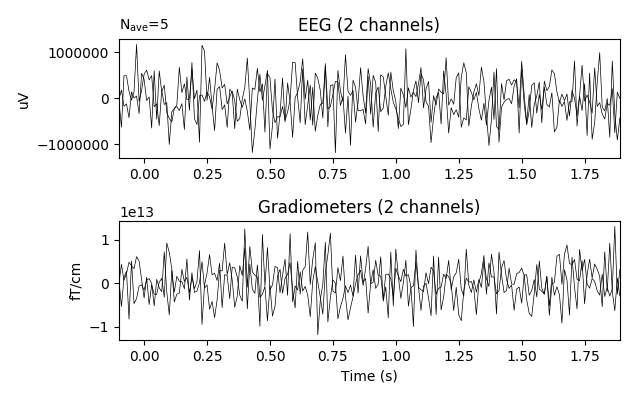 N_ave=5
EEG (2 channels)
1000000
0
−1000000
uV
0.00 0.25 0.50 0.75 1.00 1.25 1.50 1.75
1e13
Gradiometers (2 channels)
1
0
−1
fT/cm
0.00 0.25 0.50 0.75 1.00 1.25 1.50 1.75
Time (s)